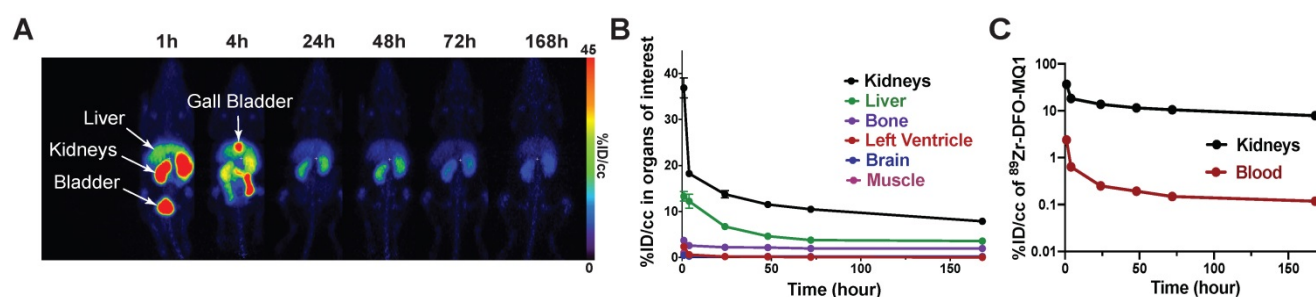 A
1h 4h 24h 48h 72h 168h
45
Gall Bladder
Liver
Kidneys
Bladder
%ID/cc
0
B
%ID/cc in organs of interest
40
30
20
10
0
0 50 100 150
Time (hour)
Kidneys
Liver
Bone
Left Ventricle
Brain
Muscle
C
%ID/cc of ⁸⁹Zr-DFO-MQ1
100
10
1
0.1
0.01
0 50 100 150
Time (hour)
Kidneys
Blood